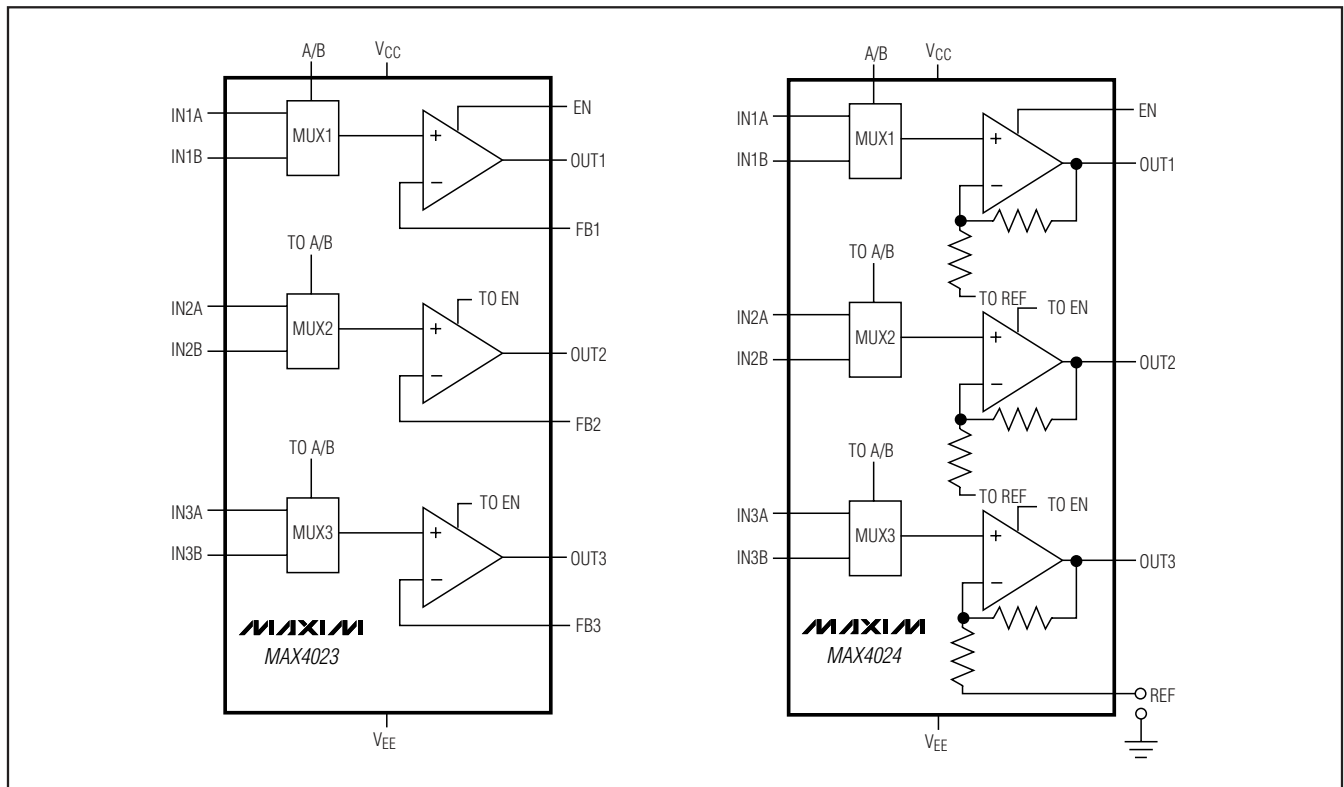 A/B
VCC
IN1A
MUX1
EN
IN1B
OUT1
FB1
TO A/B
IN2A
MUX2
TO EN
IN2B
OUT2
FB2
TO A/B
IN3A
MUX3
TO EN
IN3B
OUT3
FB3
MAXIM
MAX4023
VEE
A/B
VCC
IN1A
MUX1
EN
IN1B
OUT1
TO A/B
TO REF
IN2A
MUX2
TO EN
IN2B
OUT2
TO A/B
TO REF
IN3A
MUX3
TO EN
IN3B
OUT3
MAXIM
MAX4024
REF
VEE
+
−
+
−
+
−
+
−
+
−
+
−